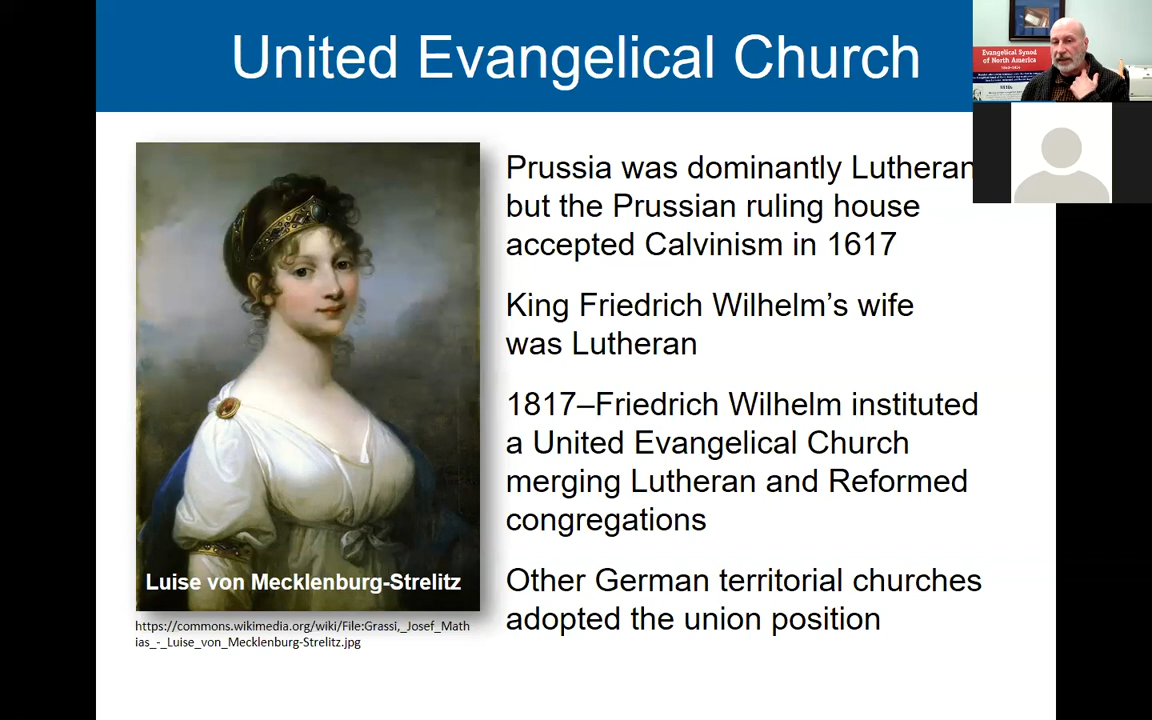 United Evangelical Church
Evangelical Synod
of North America
Prussia was dominantly Lutheran
but the Prussian ruling house
accepted Calvinism in 1617
King Friedrich Wilhelm’s wife
was Lutheran
1817–Friedrich Wilhelm instituted
a United Evangelical Church
merging Lutheran and Reformed
congregations
Other German territorial churches
adopted the union position
Luise von Mecklenburg-Strelitz
https://commons.wikimedia.org/wiki/File:Grassi,_Josef_Math
ias_-_Luise_von_Mecklenburg-Strelitz.jpg